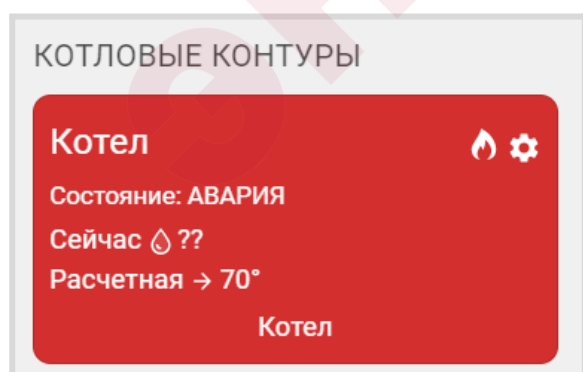 КОТЛОВЫЕ КОНТУРЫ
Котел
Состояние: АВАРИЯ
Сейчас ??
Расчетная → 70°
Котел